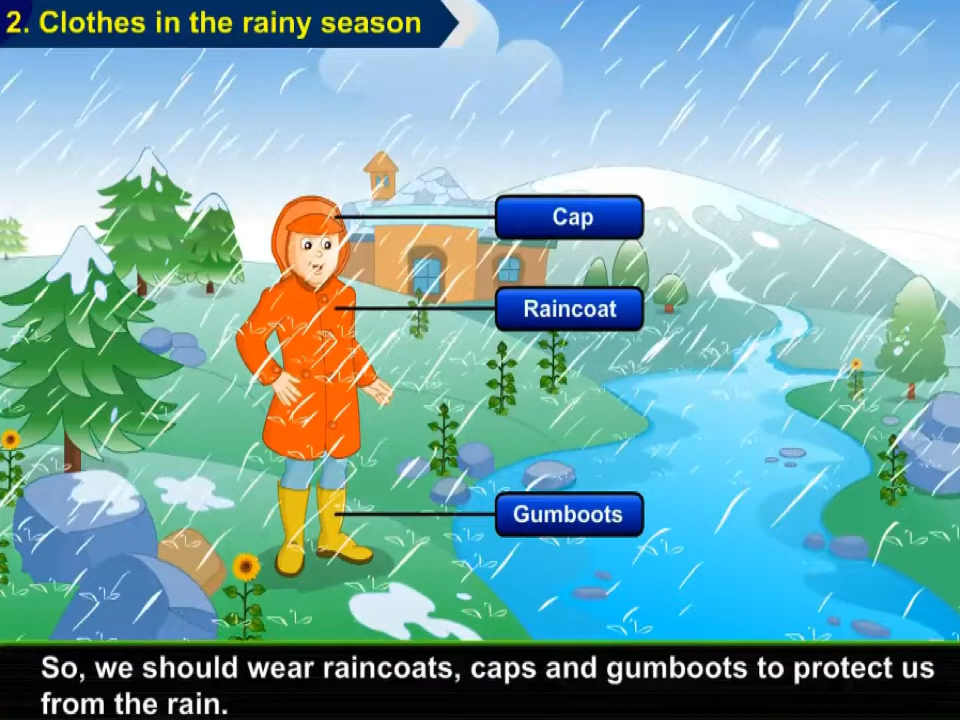 2. Clothes in the rainy season
Cap
Raincoat
Gumboots
So, we should wear raincoats, caps and gumboots to protect us
from the rain.